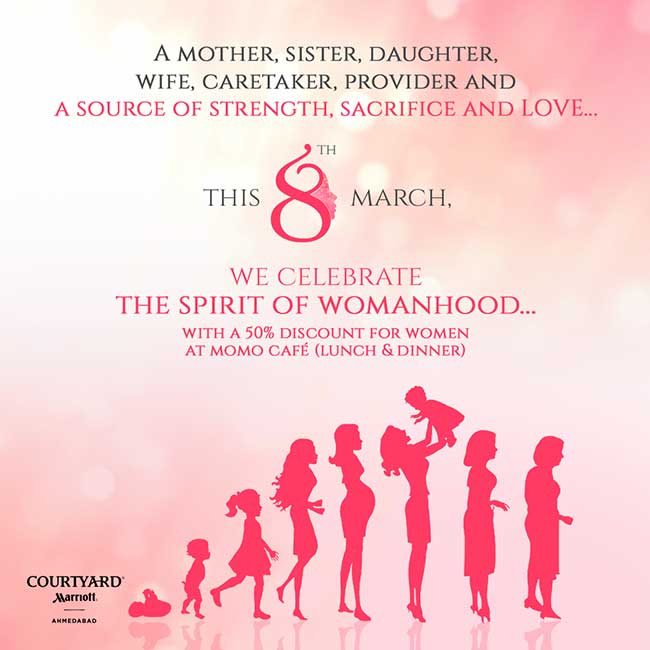 A MOTHER, SISTER, DAUGHTER,
WIFE, CARETAKER, PROVIDER AND
A SOURCE OF STRENGTH, SACRIFICE AND LOVE...
THIS 8TH MARCH,
WE CELEBRATE
THE SPIRIT OF WOMANHOOD...
WITH A 50% DISCOUNT FOR WOMEN
AT MOMO CAFÉ (LUNCH & DINNER)
COURTYARD®
Marriott.
AHMEDABAD